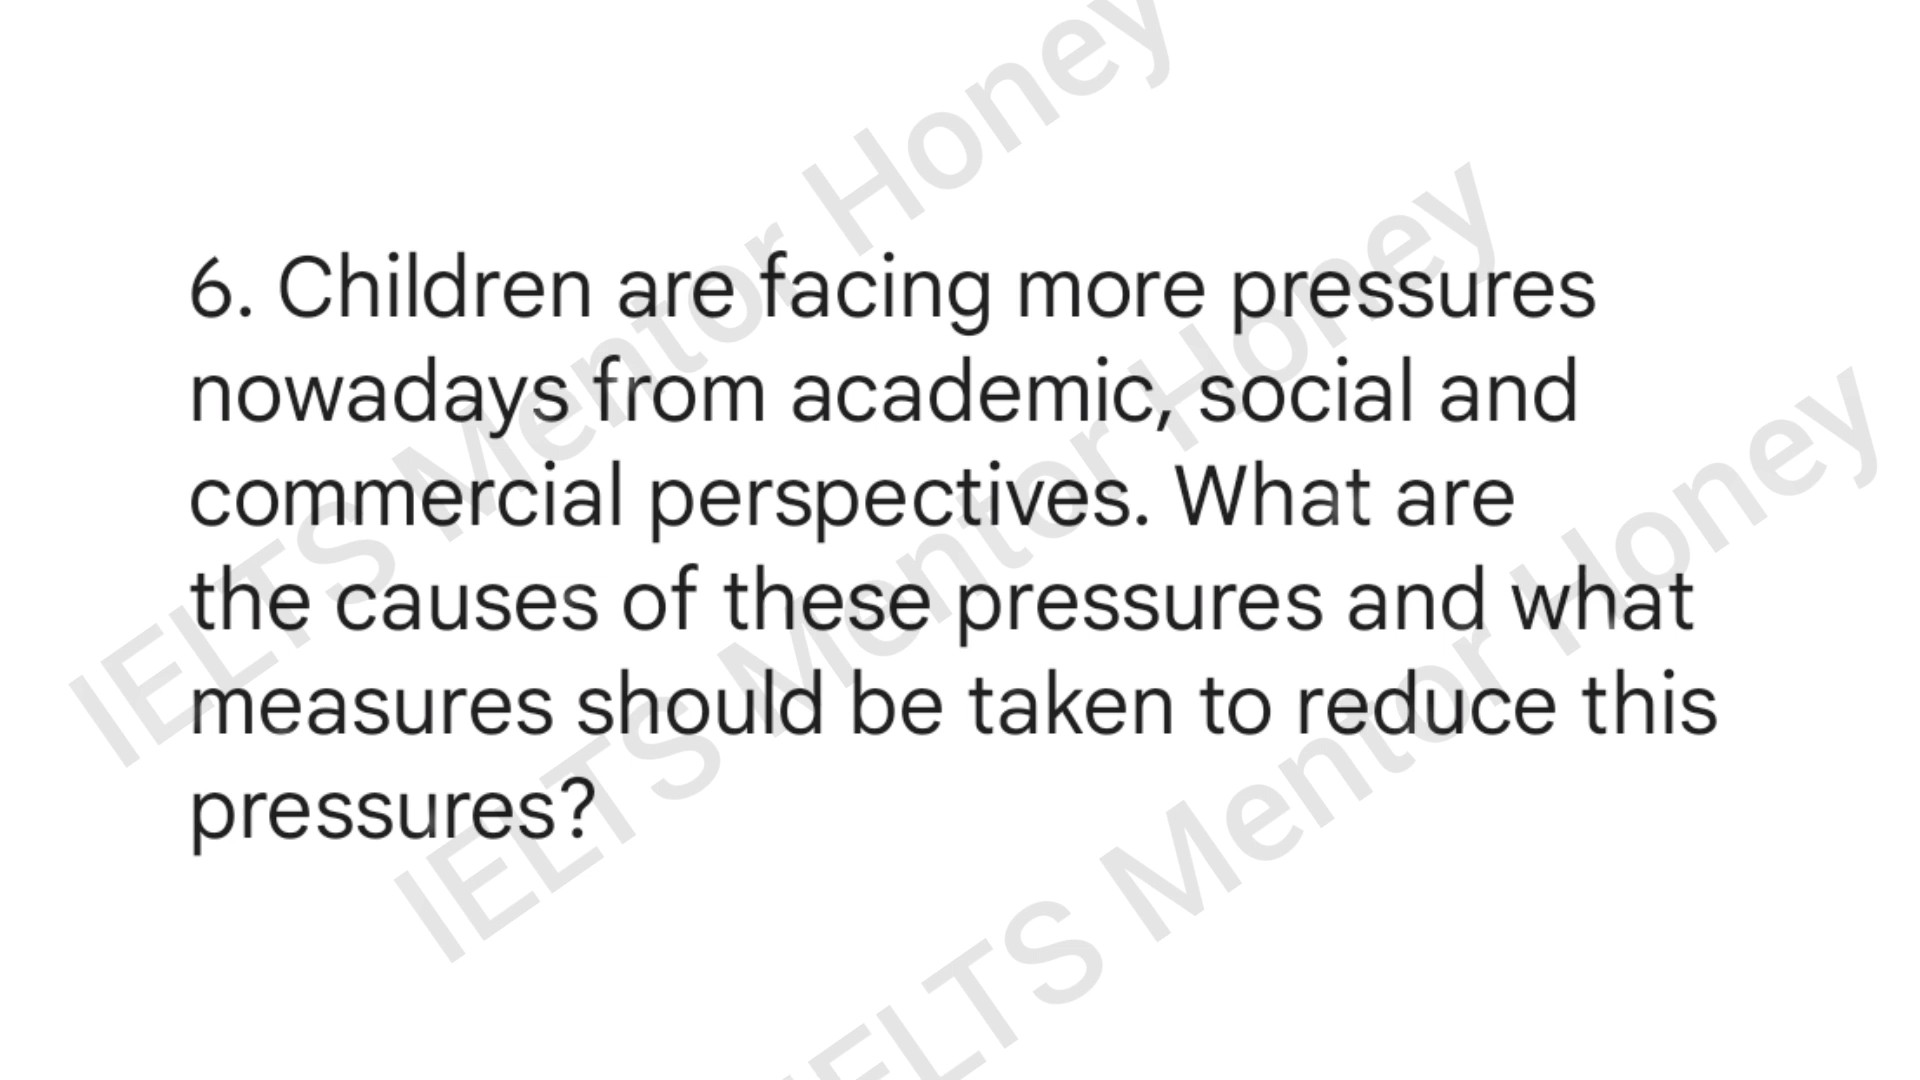 6. Children are facing more pressures
nowadays from academic, social and
commercial perspectives. What are
the causes of these pressures and what
measures should be taken to reduce this
pressures?
IELTS Mentor Honey
IELTS Mentor Honey
IELTS Mentor Honey